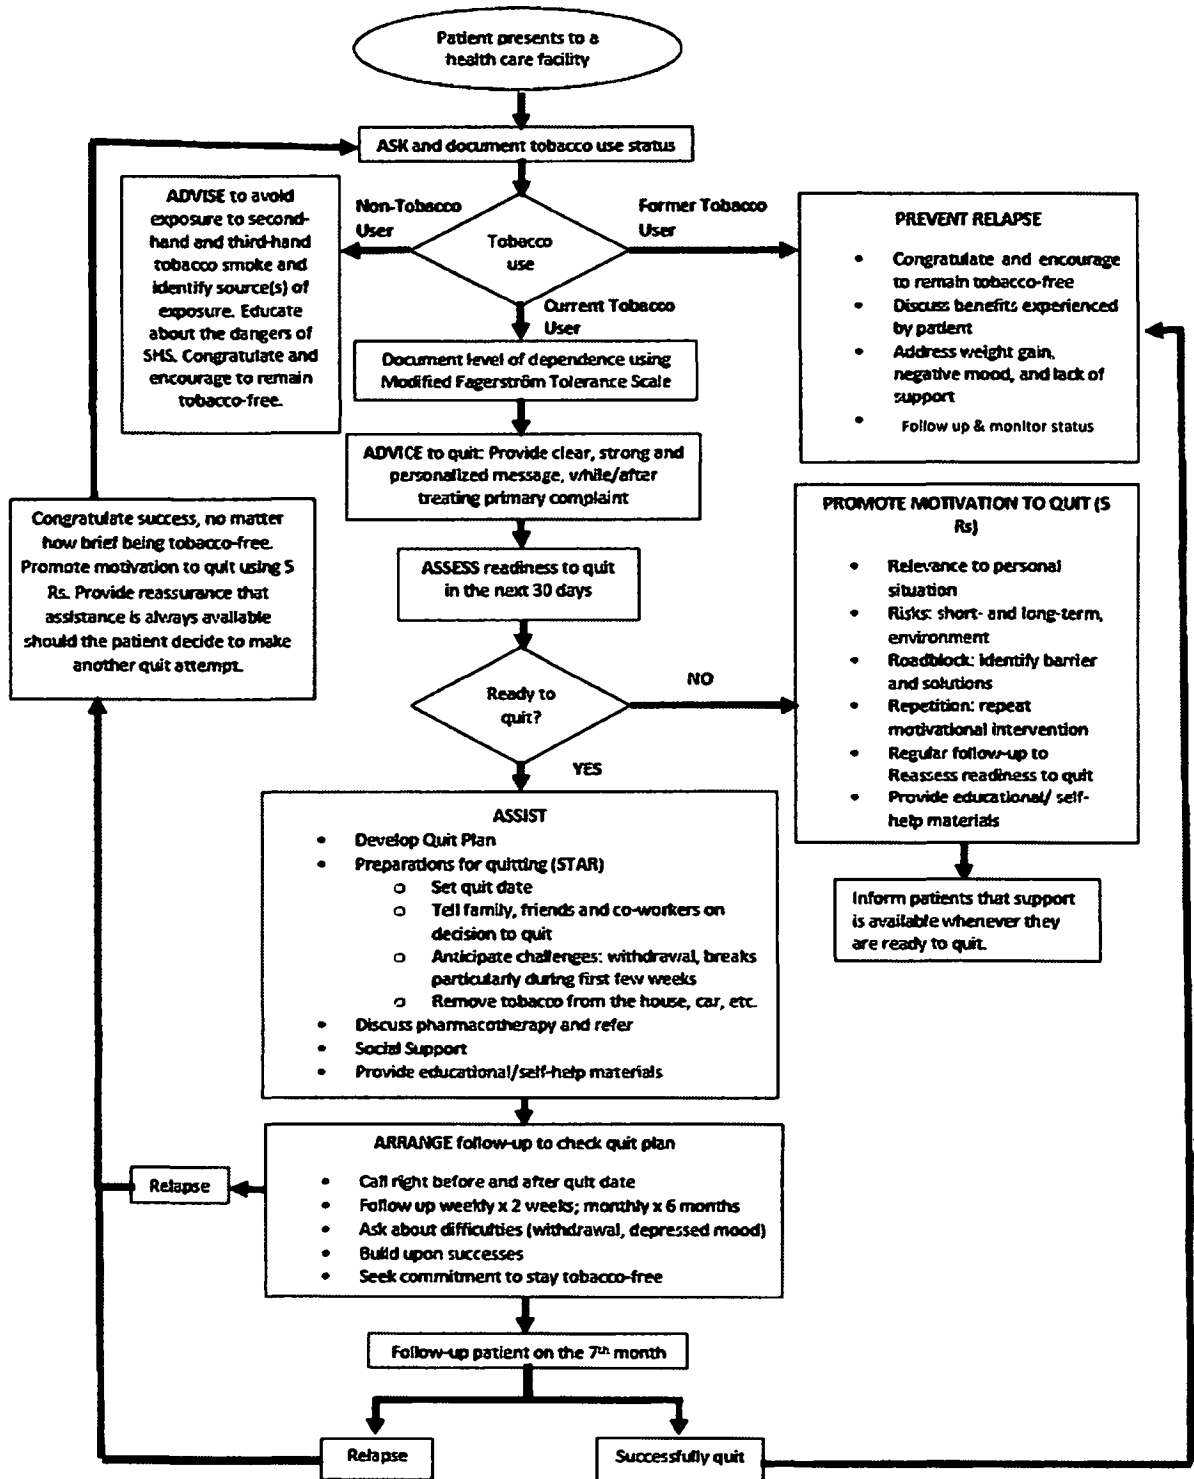 Patient presents to a
health care facility
ASK and document tobacco use status
ADVISE to avoid
exposure to second-
hand and third-hand
tobacco smoke and
identify source(s) of
exposure. Educate
about the dangers of
SHS. Congratulate and
encourage to remain
tobacco-free.
Non-Tobacco
User
Tobacco
use
Former Tobacco
User
PREVENT RELAPSE
• Congratulate and encourage
to remain tobacco-free
• Discuss benefits experienced
by patient
• Address weight gain,
negative mood, and lack of
support
• Follow up & monitor status
Current Tobacco
User
Document level of dependence using
Modified Fagerström Tolerance Scale
ADVICE to quit: Provide clear, strong and
personalized message, while/after
treating primary complaint
ASSESS readiness to quit
in the next 30 days
Congratulate success, no matter
how brief being tobacco-free.
Promote motivation to quit using 5
Rs. Provide reassurance that
assistance is always available
should the patient decide to make
another quit attempt.
Ready to
quit?
NO
YES
PROMOTE MOTIVATION TO QUIT (5
Rs)
• Relevance to personal
situation
• Risks: short- and long-term,
environment
• Roadblock: identify barrier
and solutions
• Repetition: repeat
motivational intervention
• Regular follow-up to
Reassess readiness to quit
• Provide educational/ self-
help materials
Inform patients that support
is available whenever they
are ready to quit.
ASSIST
• Develop Quit Plan
• Preparations for quitting (STAR)
o Set quit date
o Tell family, friends and co-workers on
decision to quit
o Anticipate challenges: withdrawal, breaks
particularly during first few weeks
o Remove tobacco from the house, car, etc.
• Discuss pharmacotherapy and refer
• Social Support
• Provide educational/self-help materials
ARRANGE follow-up to check quit plan
• Call right before and after quit date
• Follow up weekly x 2 weeks; monthly x 6 months
• Ask about difficulties (withdrawal, depressed mood)
• Build upon successes
• Seek commitment to stay tobacco-free
Relapse
Follow-up patient on the 7th month
Relapse
Successfully quit